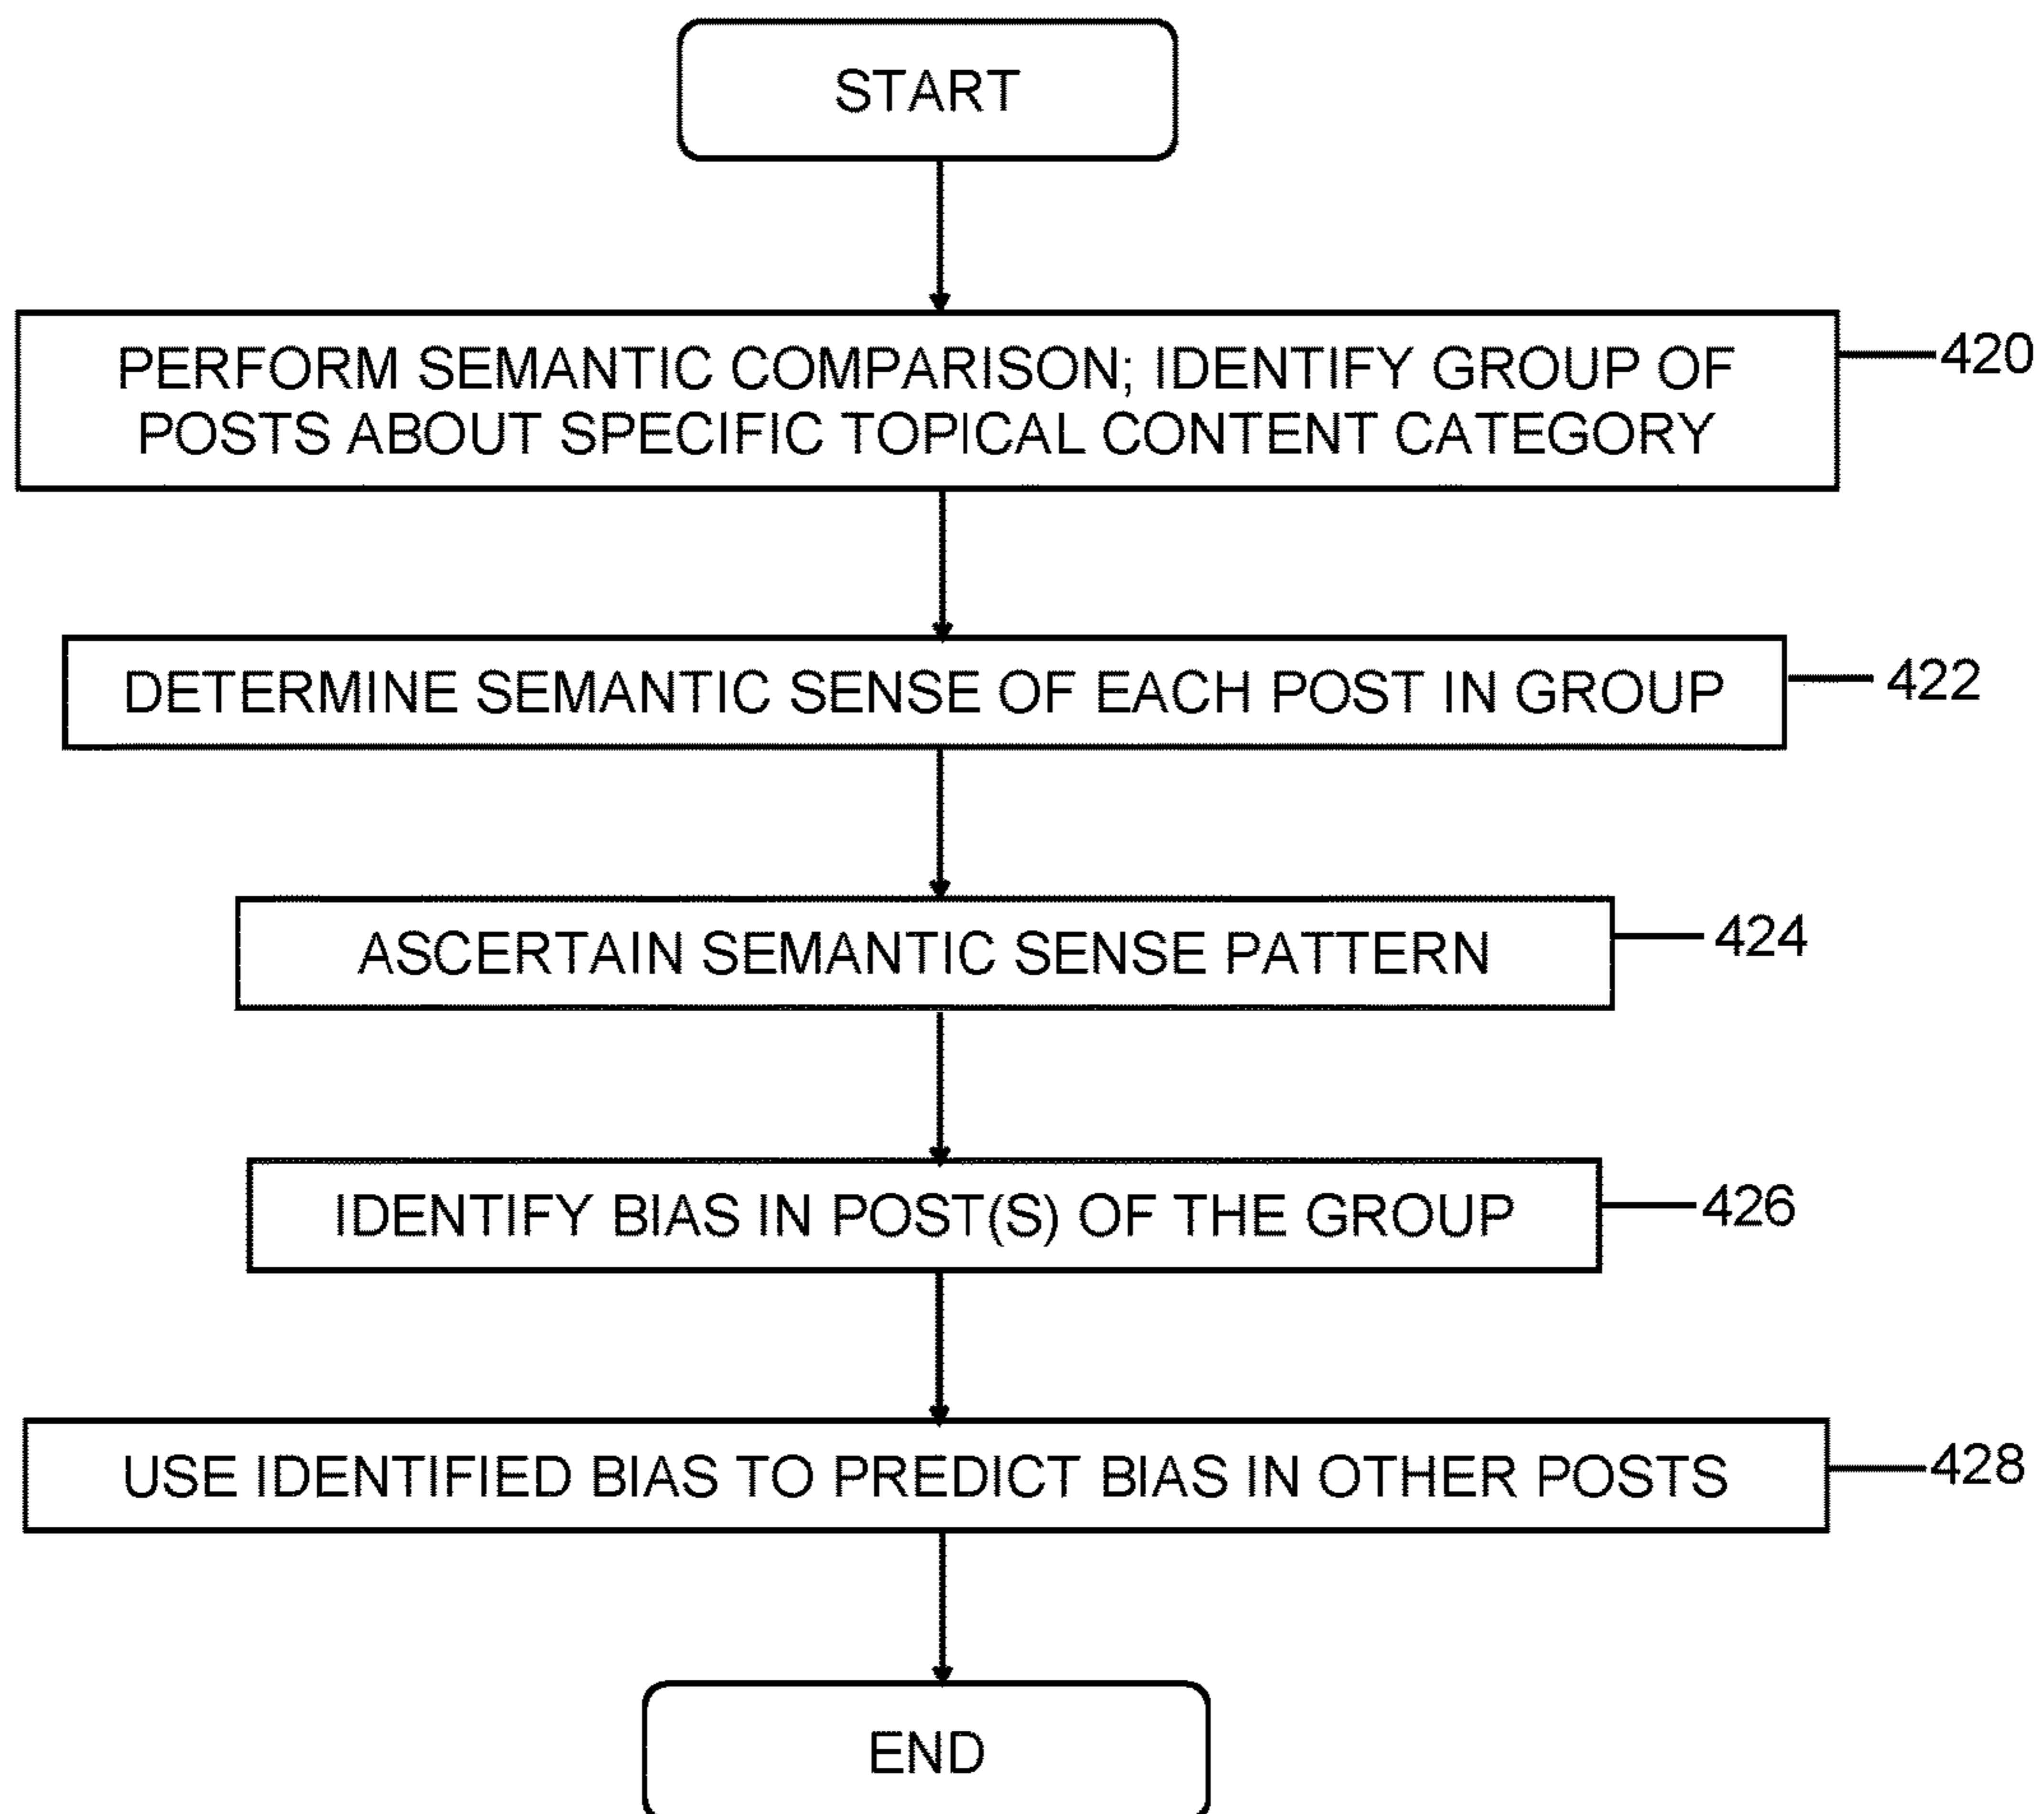 START
PERFORM SEMANTIC COMPARISON; IDENTIFY GROUP OF
POSTS ABOUT SPECIFIC TOPICAL CONTENT CATEGORY
420
DETERMINE SEMANTIC SENSE OF EACH POST IN GROUP
422
ASCERTAIN SEMANTIC SENSE PATTERN
424
IDENTIFY BIAS IN POST(S) OF THE GROUP
426
USE IDENTIFIED BIAS TO PREDICT BIAS IN OTHER POSTS
428
END